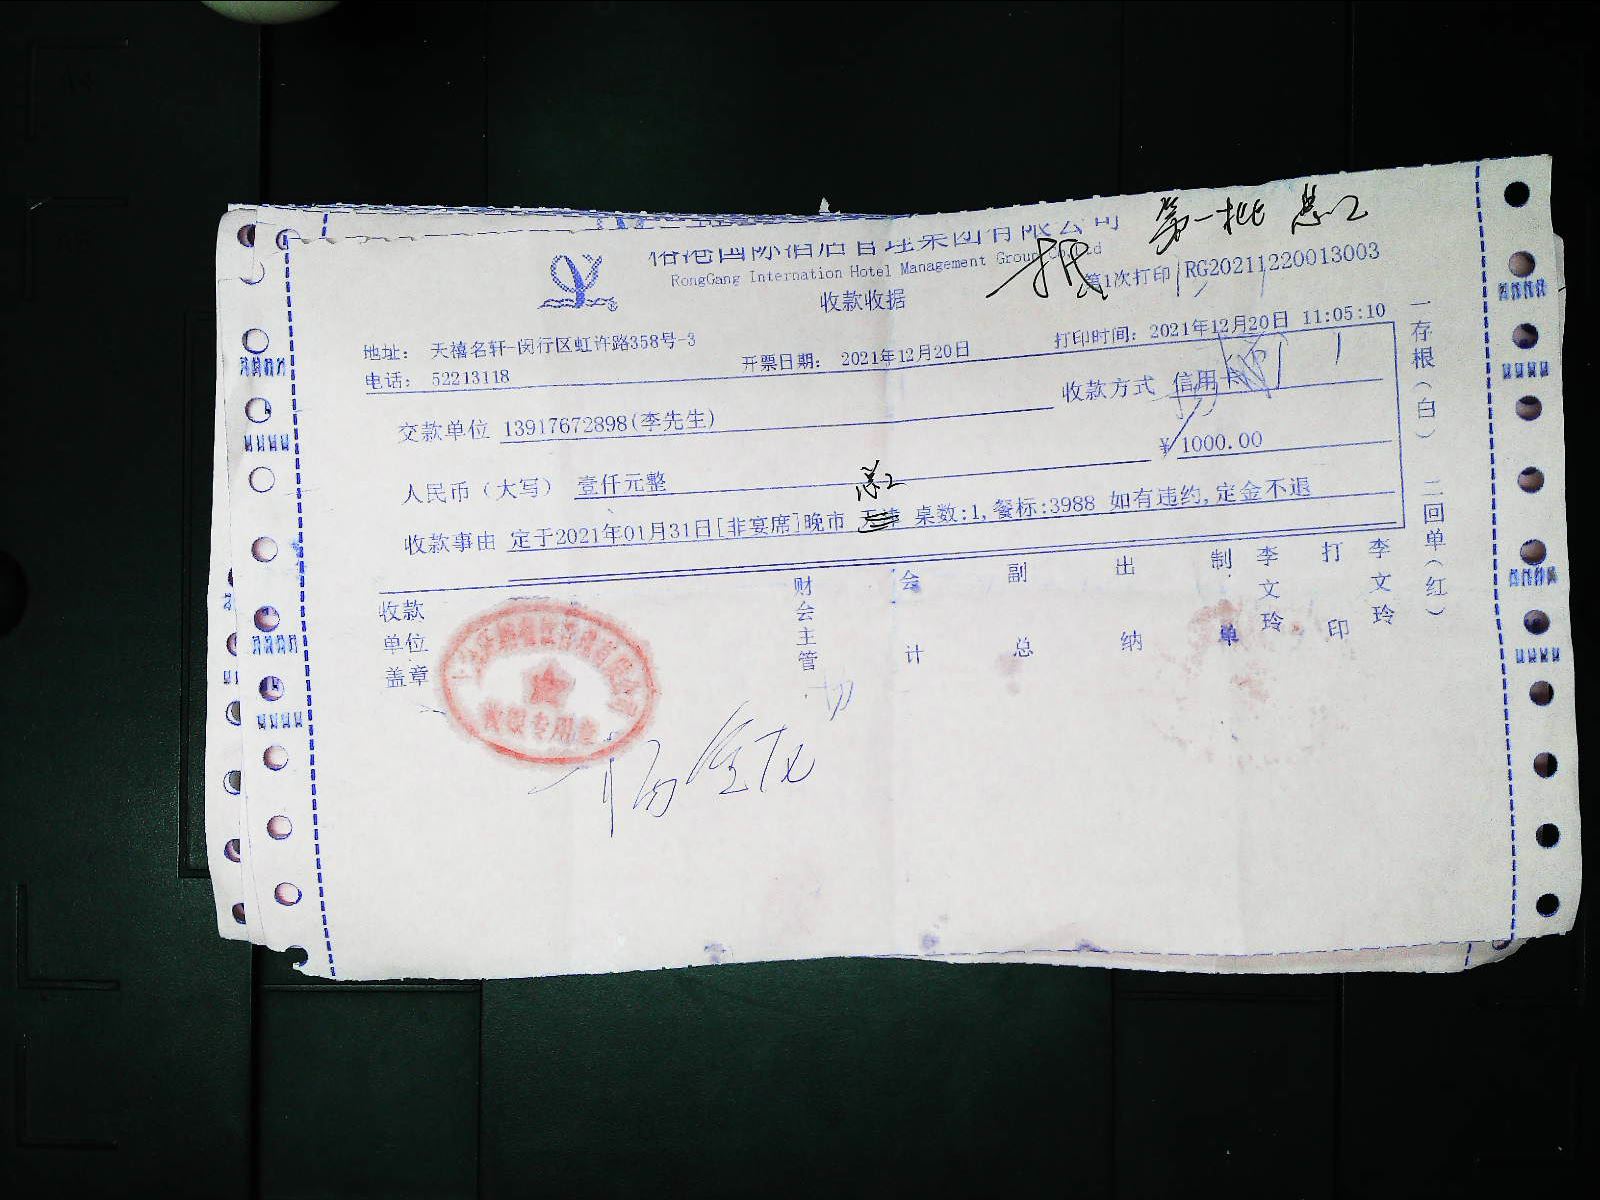 第一批 总2
裕港国际酒店管理集团有限公司
RongGang Internation Hotel Management Group Co.,Ltd
第1次打印 RG20211220013003
收款收据
地址: 天禧名轩-闵行区虹许路358号-3
电话: 52213118
开票日期: 2021年12月20日
打印时间: 2021年12月20日 11:05:10
收款方式 信用卡
交款单位 13917672898(李先生)
¥ 1000.00
人民币（大写） 壹仟元整
总2
收款事由 定于2021年01月31日[非宴席]晚市 桌数:1,餐标:3988 如有违约,定金不退
收款单位盖章
财会主管
会计
副总
出纳
制单 李文玲
打印 李文玲
一存根（白） 二回单（红）
专用章